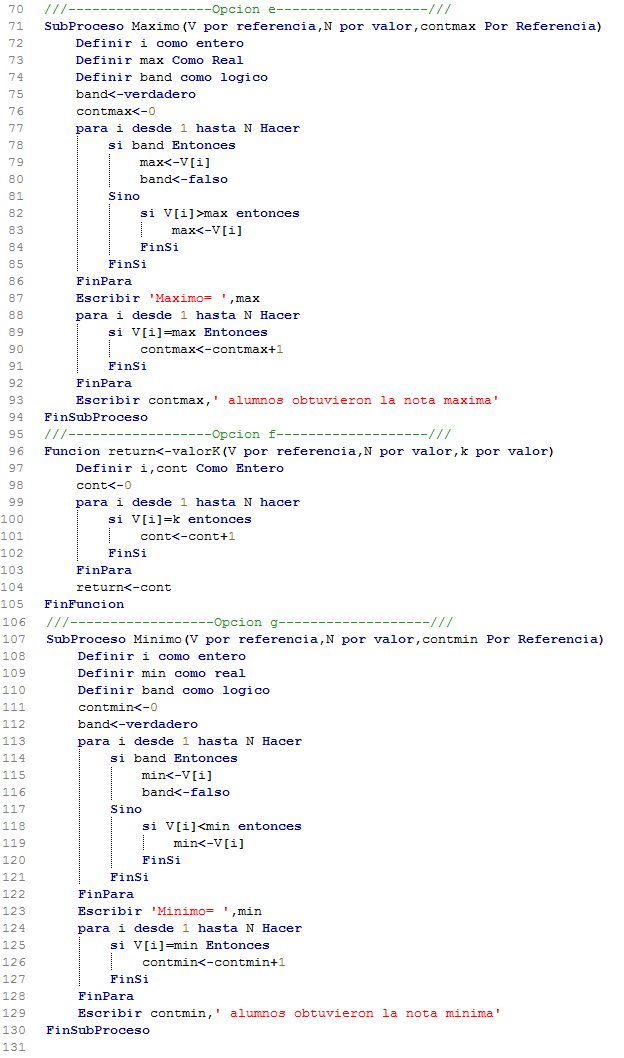 70 ///------------------Opcion e-------------------///
71 SubProceso Maximo(V por referencia,N por valor,contmax Por Referencia)
72 Definir i como entero
73 Definir max Como Real
74 Definir band como logico
75 band<-verdadero
76 contmax<-0
77 para i desde 1 hasta N Hacer
78 si band Entonces
79 max<-V[i]
80 band<-falso
81 Sino
82 si V[i]>max entonces
83 max<-V[i]
84 FinSi
85 FinSi
86 FinPara
87 Escribir 'Maximo= ',max
88 para i desde 1 hasta N Hacer
89 si V[i]=max Entonces
90 contmax<-contmax+1
91 FinSi
92 FinPara
93 Escribir contmax,' alumnos obtuvieron la nota maxima'
94 FinSubProceso
95 ///------------------Opcion f-------------------///
96 Funcion return<-valorK(V por referencia,N por valor,k por valor)
97 Definir i,cont Como Entero
98 cont<-0
99 para i desde 1 hasta N hacer
100 si V[i]=k entonces
101 cont<-cont+1
102 FinSi
103 FinPara
104 return<-cont
105 FinFuncion
106 ///------------------Opcion g-------------------///
107 SubProceso Minimo(V por referencia,N por valor,contmin Por Referencia)
108 Definir i como entero
109 Definir min como real
110 Definir band como logico
111 contmin<-0
112 band<-verdadero
113 para i desde 1 hasta N Hacer
114 si band Entonces
115 min<-V[i]
116 band<-falso
117 Sino
118 si V[i]<min entonces
119 min<-V[i]
120 FinSi
121 FinSi
122 FinPara
123 Escribir 'Minimo= ',min
124 para i desde 1 hasta N Hacer
125 si V[i]=min Entonces
126 contmin<-contmin+1
127 FinSi
128 FinPara
129 Escribir contmin,' alumnos obtuvieron la nota minima'
130 FinSubProceso
131